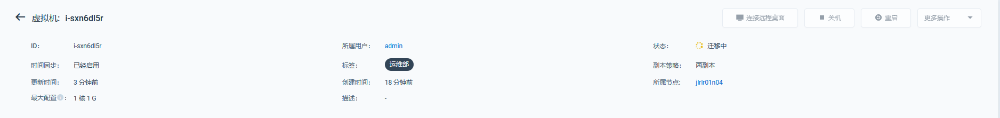 虚拟机: i-sxn6dl5r
连接远程桌面 关机 重启 更多操作
ID: i-sxn6dl5r 所属用户: admin 状态: 迁移中
时间同步: 已经启用 标签: 运维部 副本策略: 两副本
更新时间: 3 分钟前 创建时间: 18 分钟前 所属节点: jlrlr01n04
最大配置: 1 核 1 G 描述: -